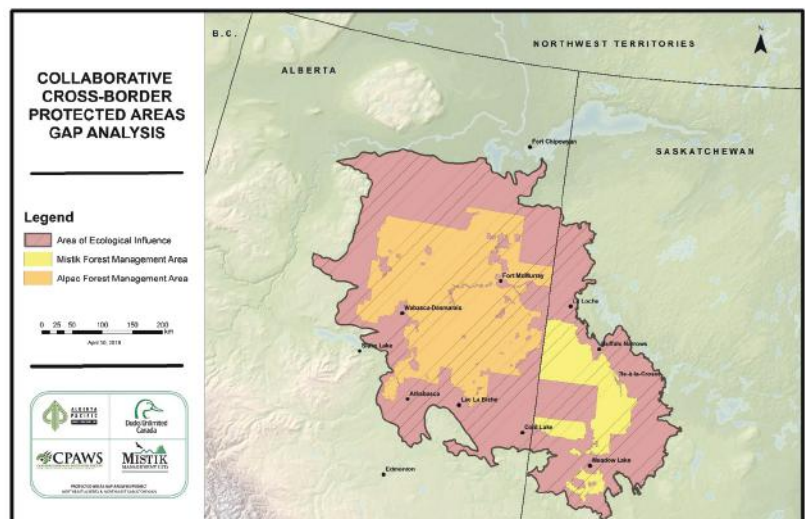 COLLABORATIVE
CROSS-BORDER
PROTECTED AREAS
GAP ANALYSIS
Legend
Area of Ecological Influence
Mistik Forest Management Area
Alpac Forest Management Area
0 25 50 100 150 200
km
ALBERTA
PACIFIC
Ducks Unlimited
Canada
CPAWS
MISTIK
MANAGEMENT LTD.
B.C.
NORTHWEST TERRITORIES
N
ALBERTA
Fort Chipewyan
SASKATCHEWAN
Fort McMurray
La Loche
Wabasca-Desmarais
Buffalo Narrows
Île-à-la-Crosse
Athabasca
Lac La Biche
Cold Lake
Meadow Lake
Edmonton